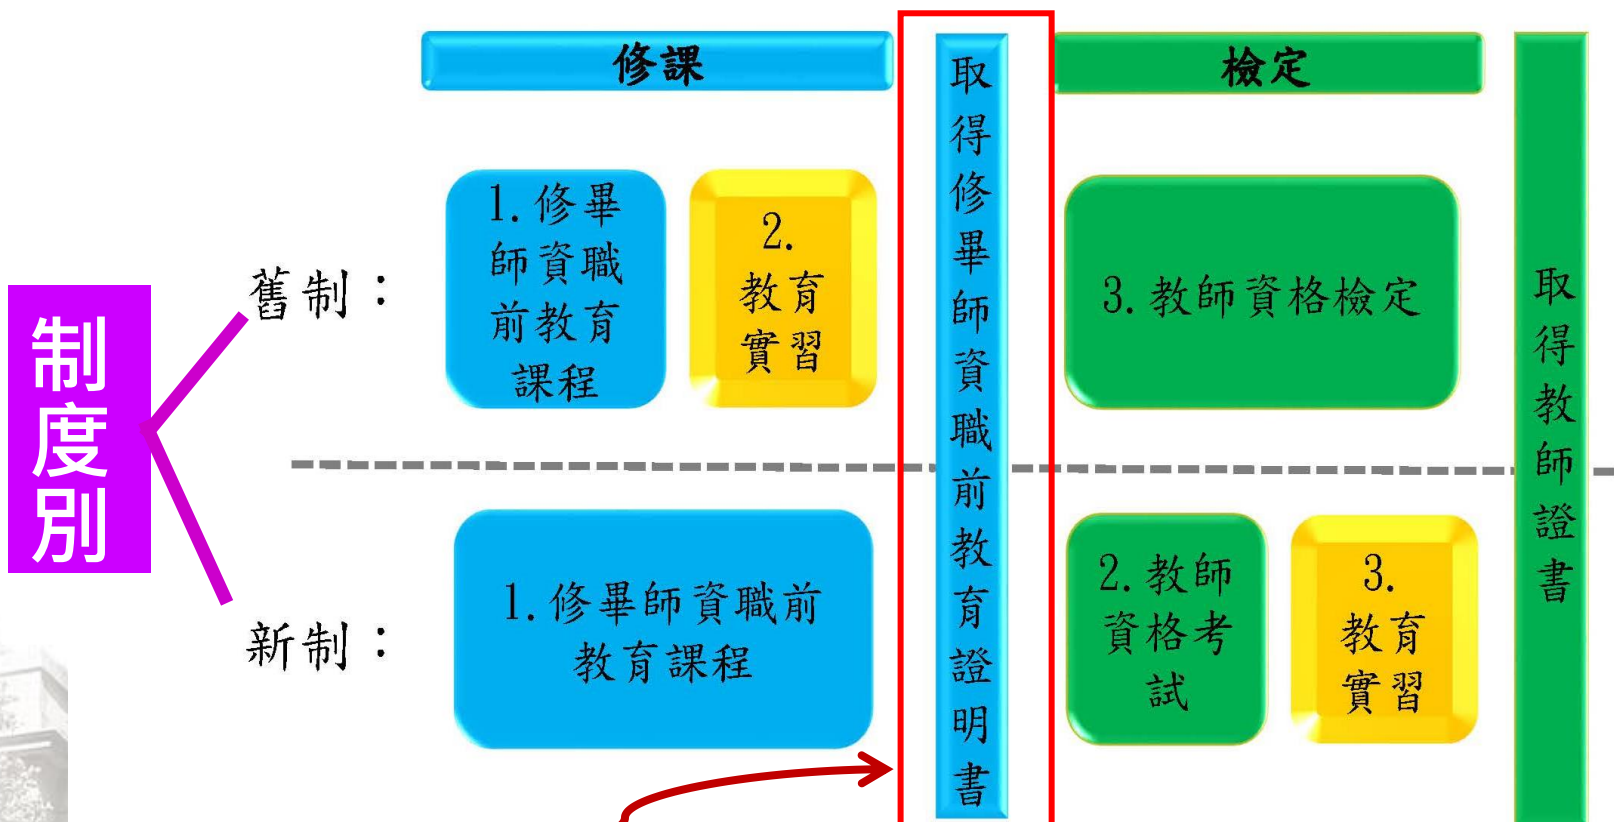 修課
取得修畢師資職前教育證明書
檢定
取得教師證書
制度別
舊制：
1.修畢
師資職
前教育
課程
2.
教育
實習
3.教師資格檢定
新制：
1.修畢師資職前
教育課程
2.教師
資格考
試
3.
教育
實習